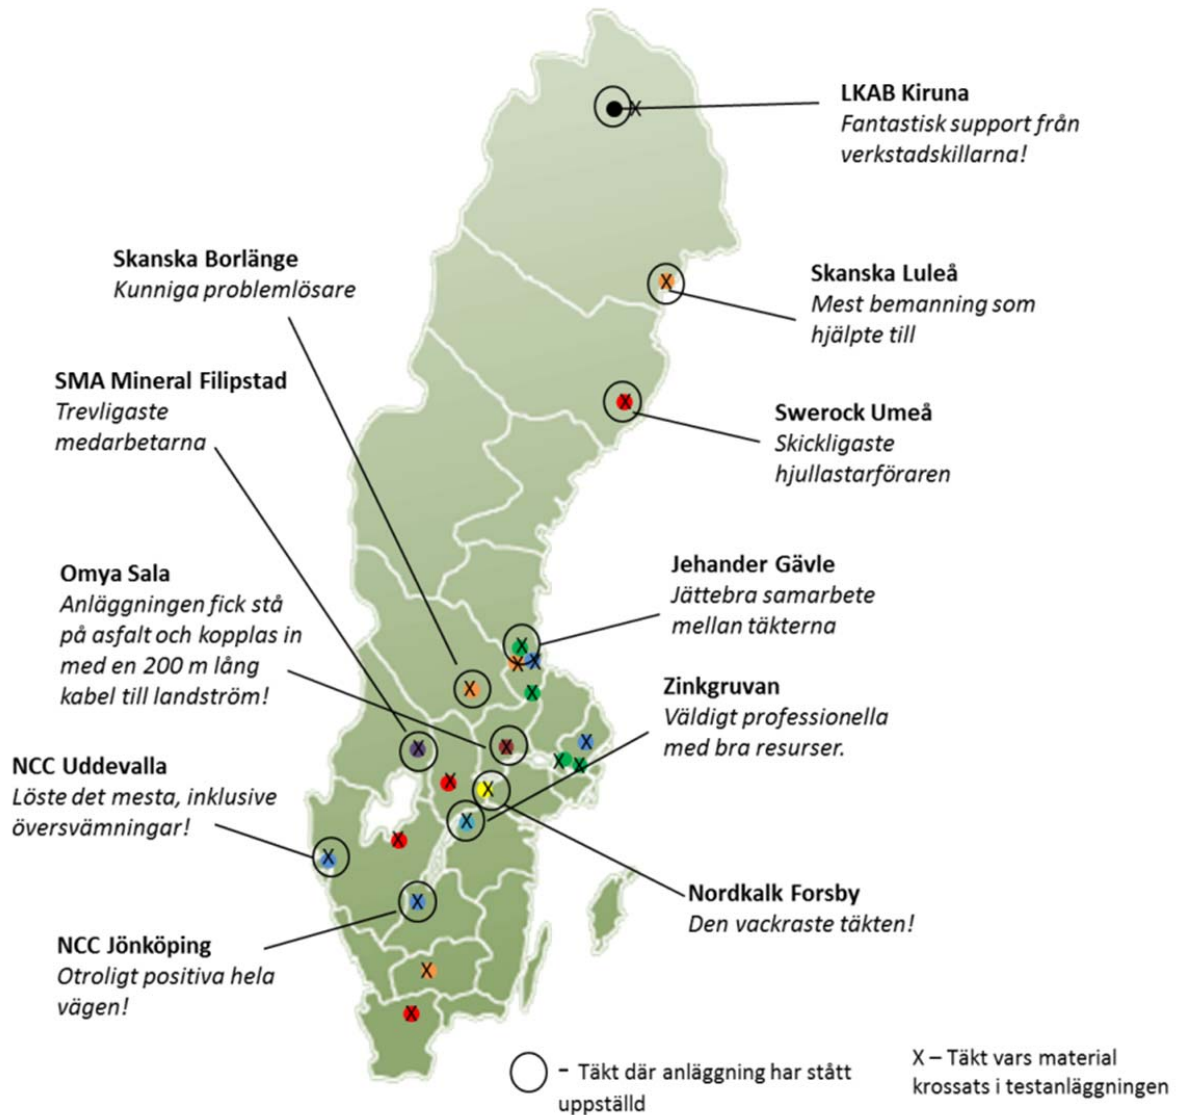 LKAB Kiruna
Fantastisk support från
verkstadskillarna!
Skanska Borlänge
Kunniga problemlösare
Skanska Luleå
Mest bemanning som
hjälpte till
SMA Mineral Filipstad
Trevligaste
medarbetarna
Swerock Umeå
Skickligaste
hjullastarföraren
Omya Sala
Anläggningen fick stå
på asfalt och kopplas in
med en 200 m lång
kabel till landström!
Jehander Gävle
Jättebra samarbete
mellan täkterna
Zinkgruvan
Väldigt professionella
med bra resurser.
NCC Uddevalla
Löste det mesta, inklusive
översvämningar!
Nordkalk Forsby
Den vackraste täkten!
NCC Jönköping
Otroligt positiva hela
vägen!
- Täkt där anläggning har stått
uppställd
X – Täkt vars material
krossats i testanläggningen